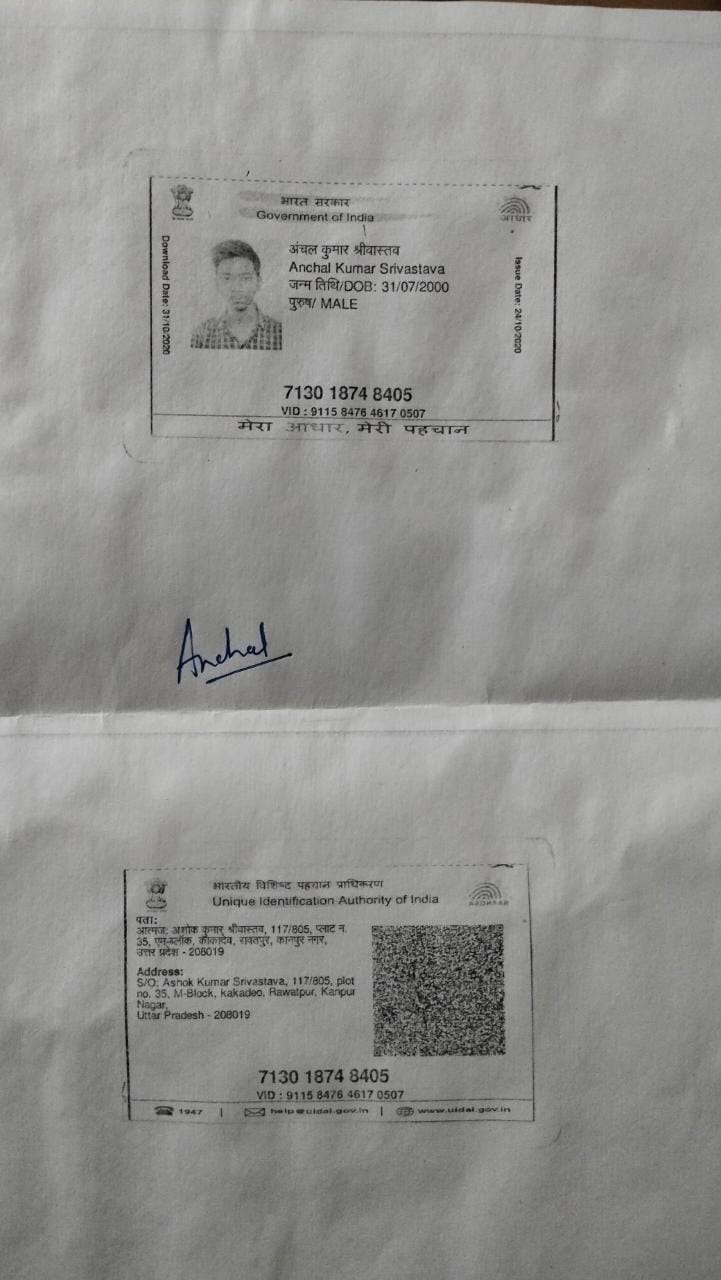 भारत सरकार
Government of India
आधार
Download Date: 31/10/2020
अंचल कुमार श्रीवास्तव
Anchal Kumar Srivastava
जन्म तिथि/DOB: 31/07/2000
पुरुष/ MALE
Issue Date: 24/10/2020
7130 1874 8405
VID : 9115 8476 4617 0507
मेरा आधार, मेरी पहचान
Anchal
भारतीय विशिष्ट पहचान प्राधिकरण
Unique Identification Authority of India
AADHAAR
पता:
आत्मज: अशोक कुमार श्रीवास्तव, 117/805, प्लाट न.
35, एम-ब्लॉक, काकादेव, रावतपुर, कानपुर नगर,
उत्तर प्रदेश - 208019
Address:
S/O: Ashok Kumar Srivastava, 117/805, plot
no. 35, M-Block, kakadeo, Rawatpur, Kanpur
Nagar,
Uttar Pradesh - 208019
7130 1874 8405
VID : 9115 8476 4617 0507
1947 | help@uidai.gov.in | www.uidai.gov.in